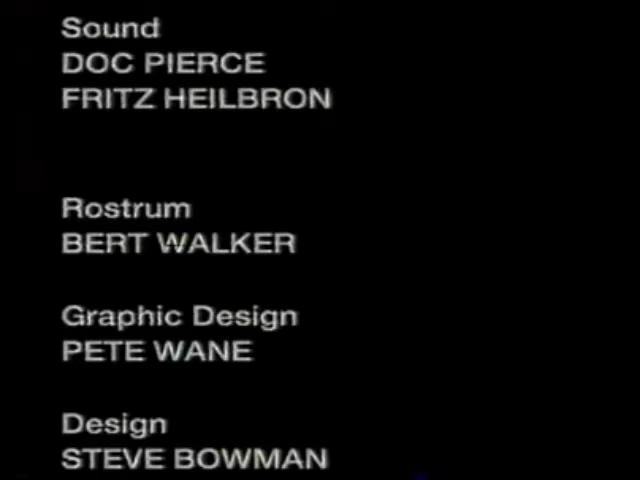 Sound
DOC PIERCE
FRITZ HEILBRON
Rostrum
BERT WALKER
Graphic Design
PETE WANE
Design
STEVE BOWMAN